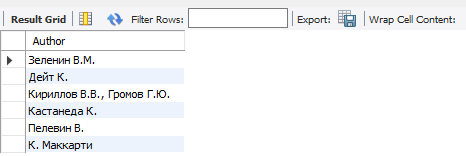 Result Grid Filter Rows: Export: Wrap Cell Content:
Author
Зеленин В.М.
Дейт К.
Кириллов В.В., Громов Г.Ю.
Кастанеда К.
Пелевин В.
К. Маккарти